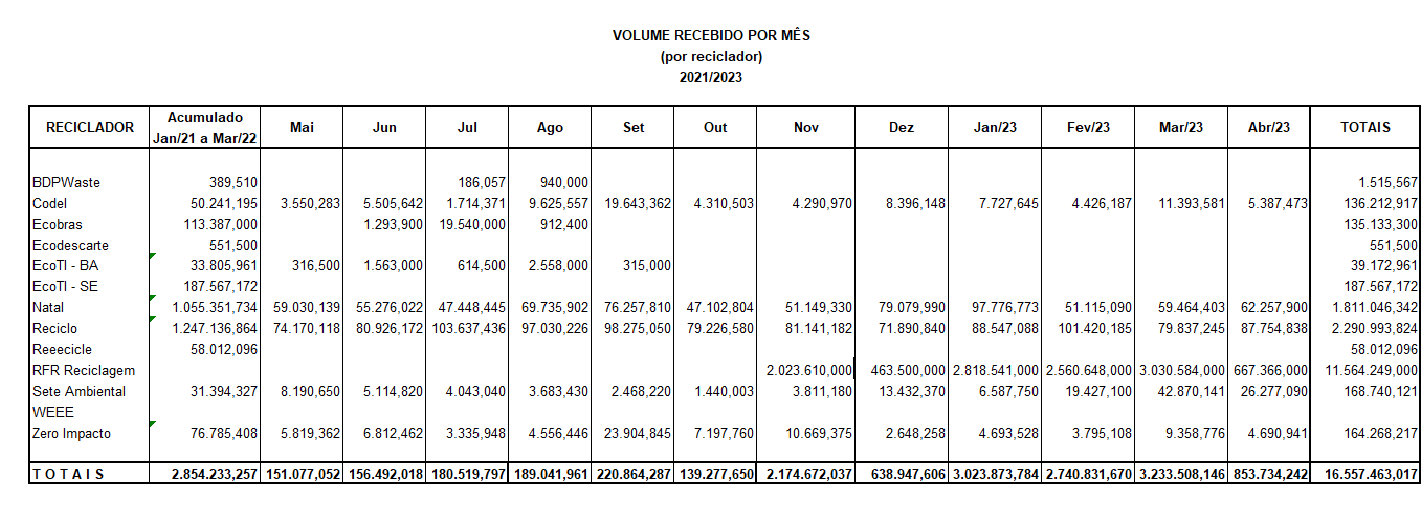 VOLUME RECEBIDO POR MÊS
(por reciclador)
2021/2023
RECICLADOR Acumulado Jan/21 a Mar/22 Mai Jun Jul Ago Set Out Nov Dez Jan/23 Fev/23 Mar/23 Abr/23 TOTAIS
BDPWaste 389,510 186,057 940,000 1.515,567
Codel 50.241,195 3.550,283 5.505,642 1.714,371 9.625,557 19.643,362 4.310,503 4.290,970 8.396,148 7.727,645 4.426,187 11.393,581 5.387,473 136.212,917
Ecobras 113.387,000 1.293,900 19.540,000 912,400 135.133,300
Ecodescarte 551,500 551,500
EcoTI - BA 33.805,961 316,500 1.563,000 614,500 2.558,000 315,000 39.172,961
EcoTI - SE 187.567,172 187.567,172
Natal 1.055.351,734 59.030,139 55.276,022 47.448,445 69.735,902 76.257,810 47.102,804 51.149,330 79.079,990 97.776,773 51.115,090 59.464,403 62.257,900 1.811.046,342
Reciclo 1.247.136,864 74.170,118 80.926,172 103.637,436 97.030,226 98.275,050 79.226,580 81.141,182 71.890,840 88.547,088 101.420,185 79.837,245 87.754,838 2.290.993,824
Reeecicle 58.012,096 58.012,096
RFR Reciclagem 2.023.610,000 463.500,000 2.818.541,000 2.560.648,000 3.030.584,000 667.366,000 11.564.249,000
Sete Ambiental 31.394,327 8.190,650 5.114,820 4.043,040 3.683,430 2.468,220 1.440,003 3.811,180 13.432,370 6.587,750 19.427,100 42.870,141 26.277,090 168.740,121
WEEE
Zero Impacto 76.785,408 5.819,362 6.812,462 3.335,948 4.556,446 23.904,845 7.197,760 10.669,375 2.648,258 4.693,528 3.795,108 9.358,776 4.690,941 164.268,217
T O T A I S 2.854.233,257 151.077,052 156.492,018 180.519,797 189.041,961 220.864,287 139.277,650 2.174.672,037 638.947,606 3.023.873,784 2.740.831,670 3.233.508,146 853.734,242 16.557.463,017